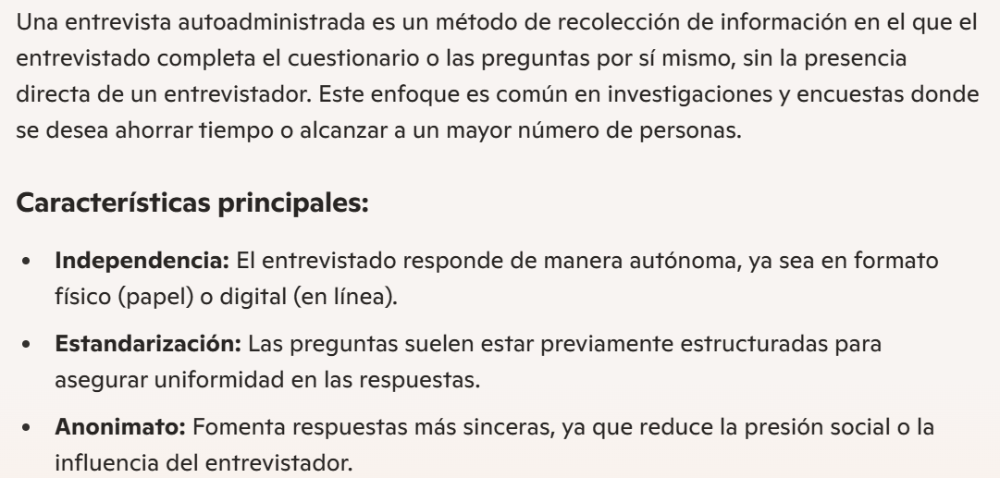 Una entrevista autoadministrada es un método de recolección de información en el que el
entrevistado completa el cuestionario o las preguntas por sí mismo, sin la presencia
directa de un entrevistador. Este enfoque es común en investigaciones y encuestas donde
se desea ahorrar tiempo o alcanzar a un mayor número de personas.
Características principales:
• Independencia: El entrevistado responde de manera autónoma, ya sea en formato
físico (papel) o digital (en línea).
• Estandarización: Las preguntas suelen estar previamente estructuradas para
asegurar uniformidad en las respuestas.
• Anonimato: Fomenta respuestas más sinceras, ya que reduce la presión social o la
influencia del entrevistador.